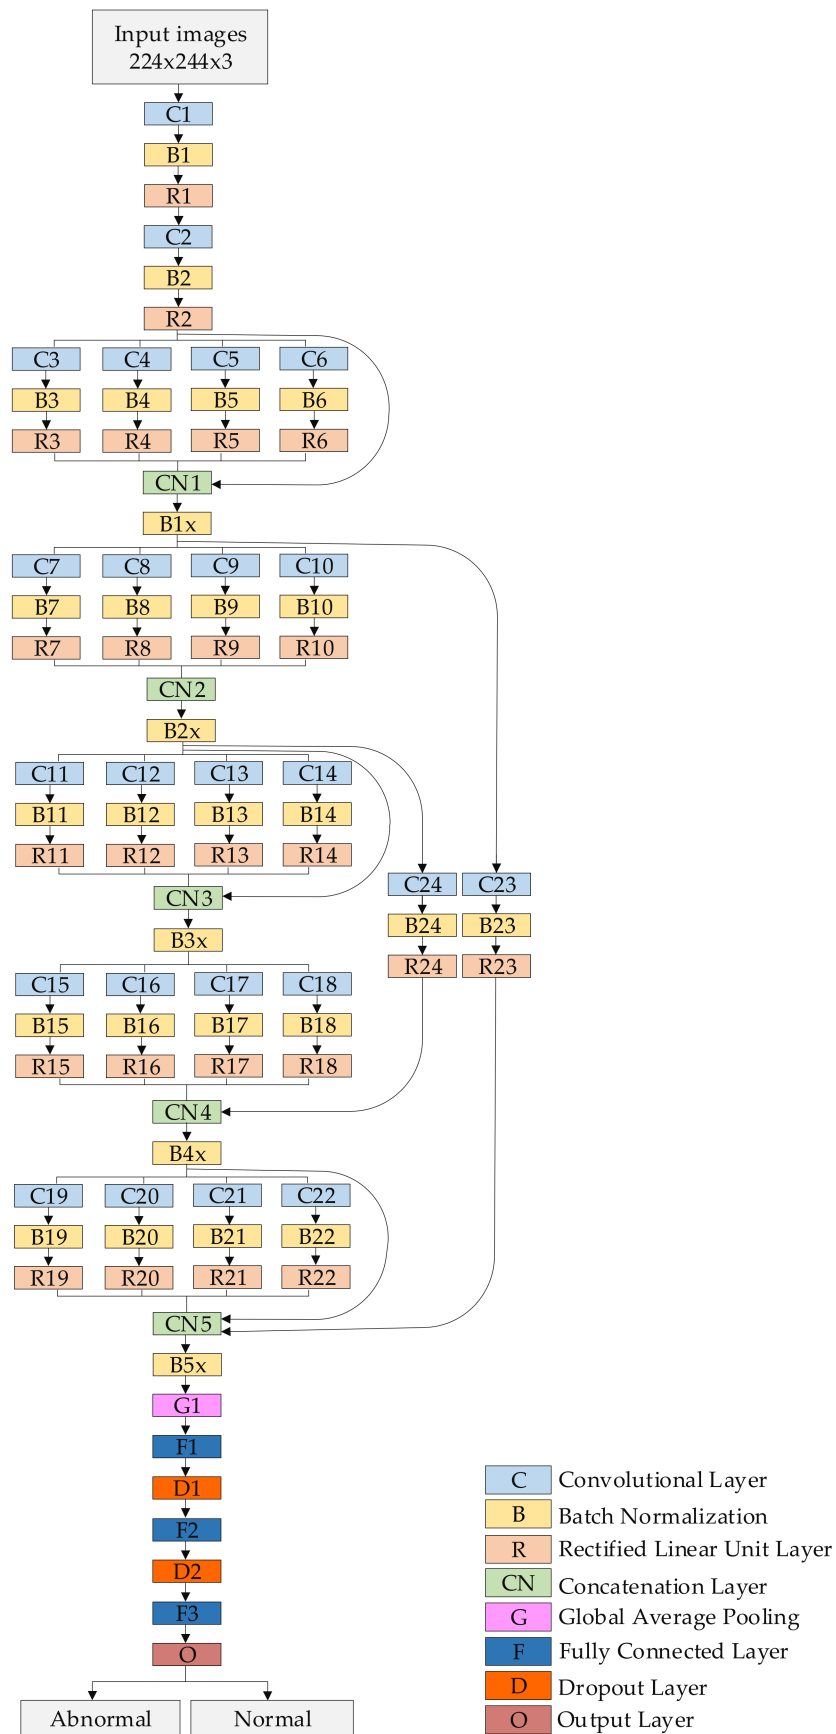 Input images
224x244x3
C1
B1
R1
C2
B2
R2
C3 C4 C5 C6
B3 B4 B5 B6
R3 R4 R5 R6
CN1
B1x
C7 C8 C9 C10
B7 B8 B9 B10
R7 R8 R9 R10
CN2
B2x
C11 C12 C13 C14
B11 B12 B13 B14
R11 R12 R13 R14
C24 C23
CN3
B24 B23
B3x
R24 R23
C15 C16 C17 C18
B15 B16 B17 B18
R15 R16 R17 R18
CN4
B4x
C19 C20 C21 C22
B19 B20 B21 B22
R19 R20 R21 R22
CN5
B5x
G1
F1
D1
F2
D2
F3
O
Abnormal Normal
C Convolutional Layer
B Batch Normalization
R Rectified Linear Unit Layer
CN Concatenation Layer
G Global Average Pooling
F Fully Connected Layer
D Dropout Layer
O Output Layer